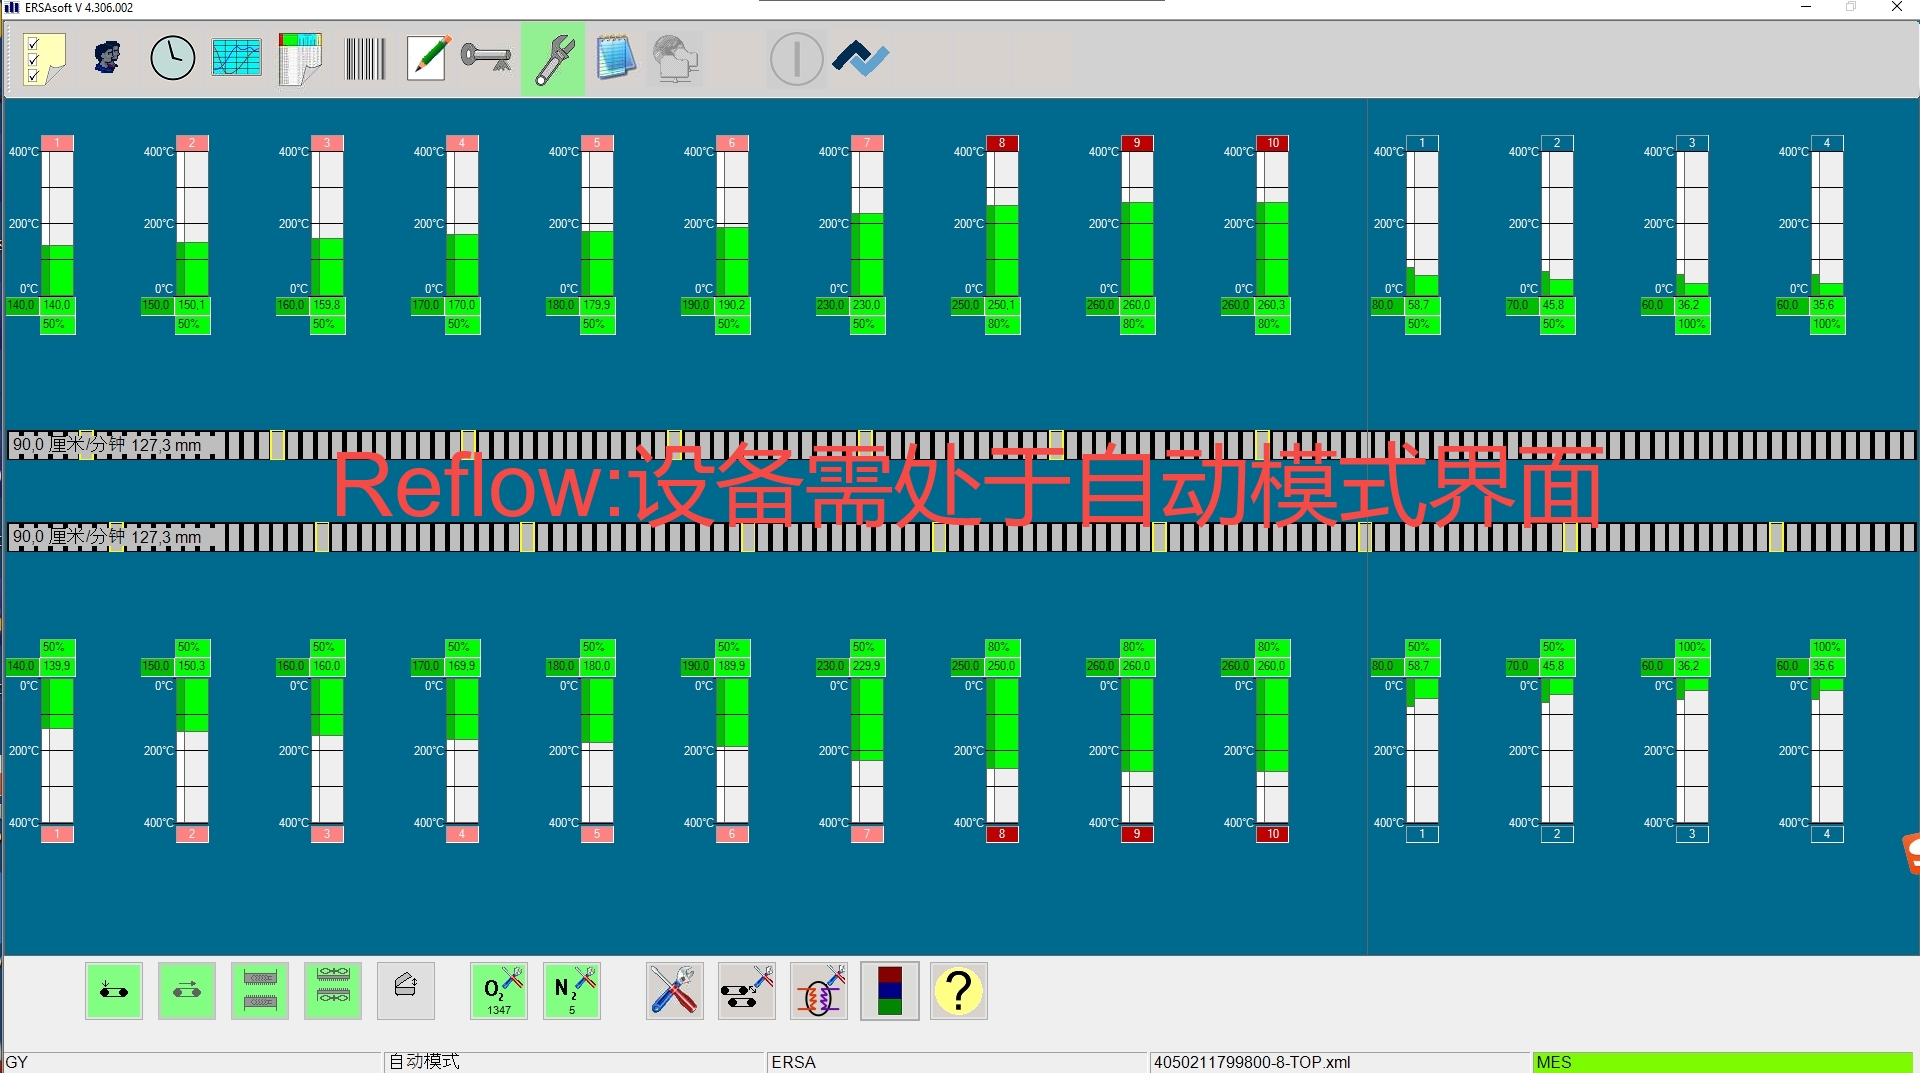 ERSAsoft V 4.306.002
1 2 3 4 5 6 7 8 9 10 1 2 3 4
400°C 400°C 400°C 400°C 400°C 400°C 400°C 400°C 400°C 400°C 400°C 400°C 400°C 400°C
200°C 200°C 200°C 200°C 200°C 200°C 200°C 200°C 200°C 200°C 200°C 200°C 200°C 200°C
0°C 0°C 0°C 0°C 0°C 0°C 0°C 0°C 0°C 0°C 0°C 0°C 0°C 0°C
140,0 140,0 150,0 150,1 160,0 159,8 170,0 170,0 180,0 179,9 190,0 190,2 230,0 230,0 250,0 250,1 260,0 260,0 260,0 260,3 80,0 58,7 70,0 45,8 60,0 36,2 60,0 35,6
50% 50% 50% 50% 50% 50% 50% 80% 80% 80% 50% 50% 100% 100%
90,0 厘米/分钟 127,3 mm
Reflow:设备需处于自动模式界面
90,0 厘米/分钟 127,3 mm
50% 50% 50% 50% 50% 50% 50% 80% 80% 80% 50% 50% 100% 100%
140,0 139,9 150,0 150,3 160,0 160,0 170,0 169,9 180,0 180,0 190,0 189,9 230,0 229,9 250,0 250,0 260,0 260,0 260,0 260,0 80,0 58,7 70,0 45,8 60,0 36,2 60,0 35,6
0°C 0°C 0°C 0°C 0°C 0°C 0°C 0°C 0°C 0°C 0°C 0°C 0°C 0°C
200°C 200°C 200°C 200°C 200°C 200°C 200°C 200°C 200°C 200°C 200°C 200°C 200°C 200°C
400°C 400°C 400°C 400°C 400°C 400°C 400°C 400°C 400°C 400°C 400°C 400°C 400°C 400°C
1 2 3 4 5 6 7 8 9 10 1 2 3 4
O2 N2 ?
1347 5
GY 自动模式 ERSA 4050211799800-8-TOP.xml MES